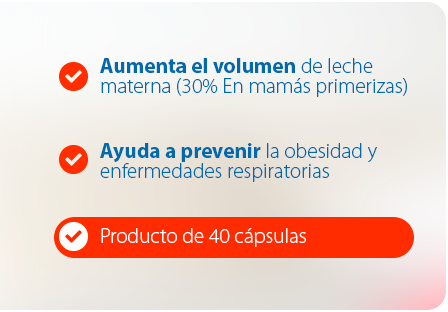 Aumenta el volumen de leche
materna (30% En mamás primerizas)
Ayuda a prevenir la obesidad y
enfermedades respiratorias
Producto de 40 cápsulas